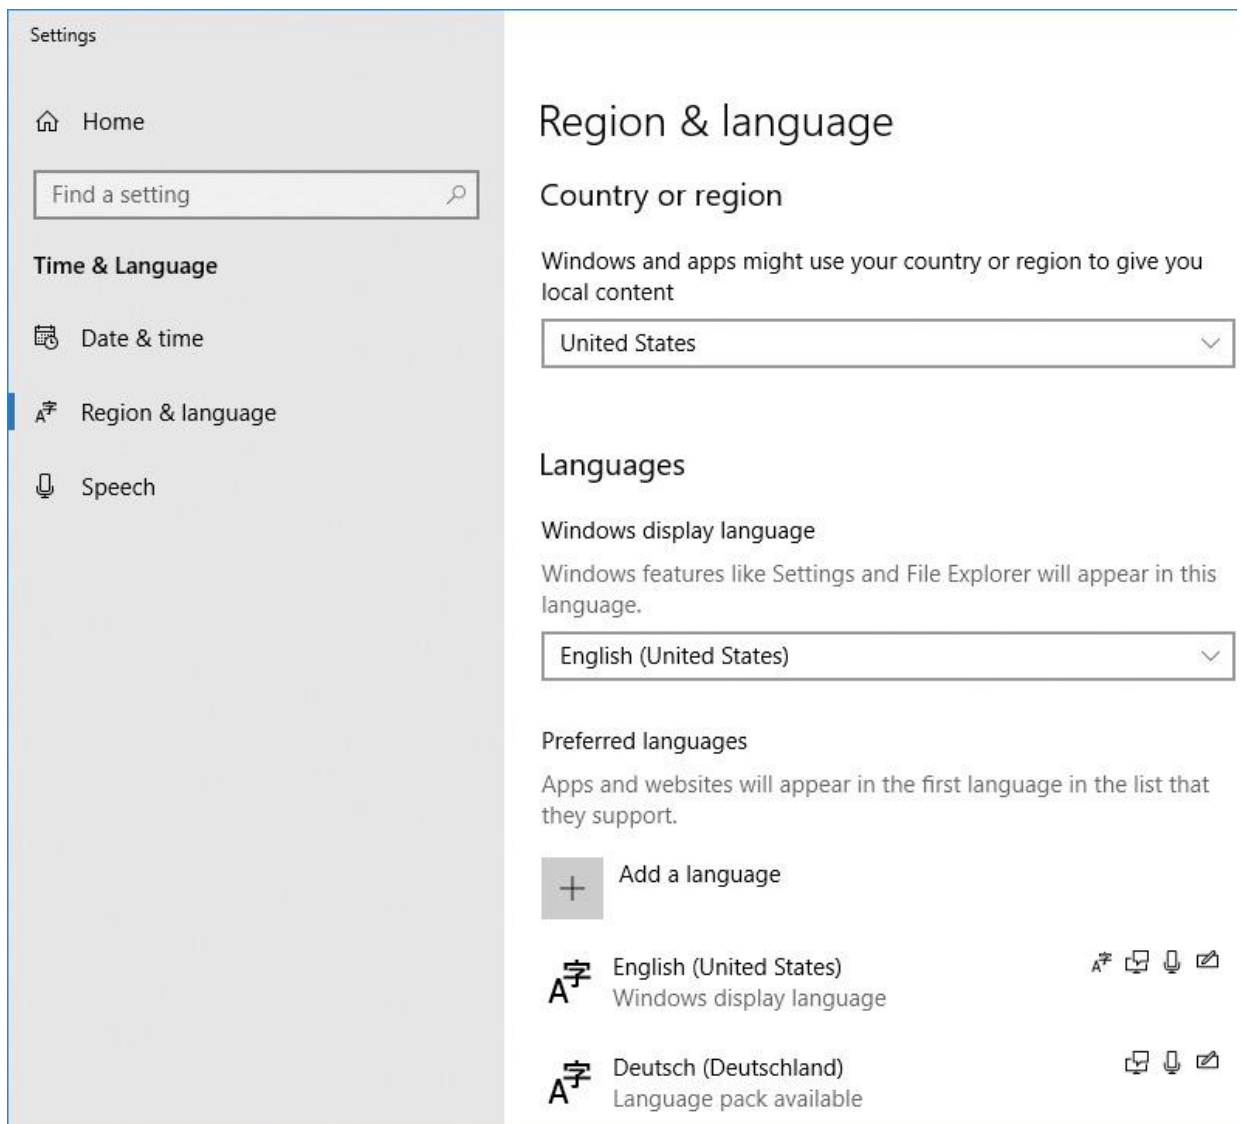 Settings
Home
Find a setting
Time & Language
Date & time
Region & language
Speech
Region & language
Country or region
Windows and apps might use your country or region to give you
local content
United States
Languages
Windows display language
Windows features like Settings and File Explorer will appear in this
language.
English (United States)
Preferred languages
Apps and websites will appear in the first language in the list that
they support.
Add a language
A字 English (United States)
Windows display language
A字 Deutsch (Deutschland)
Language pack available